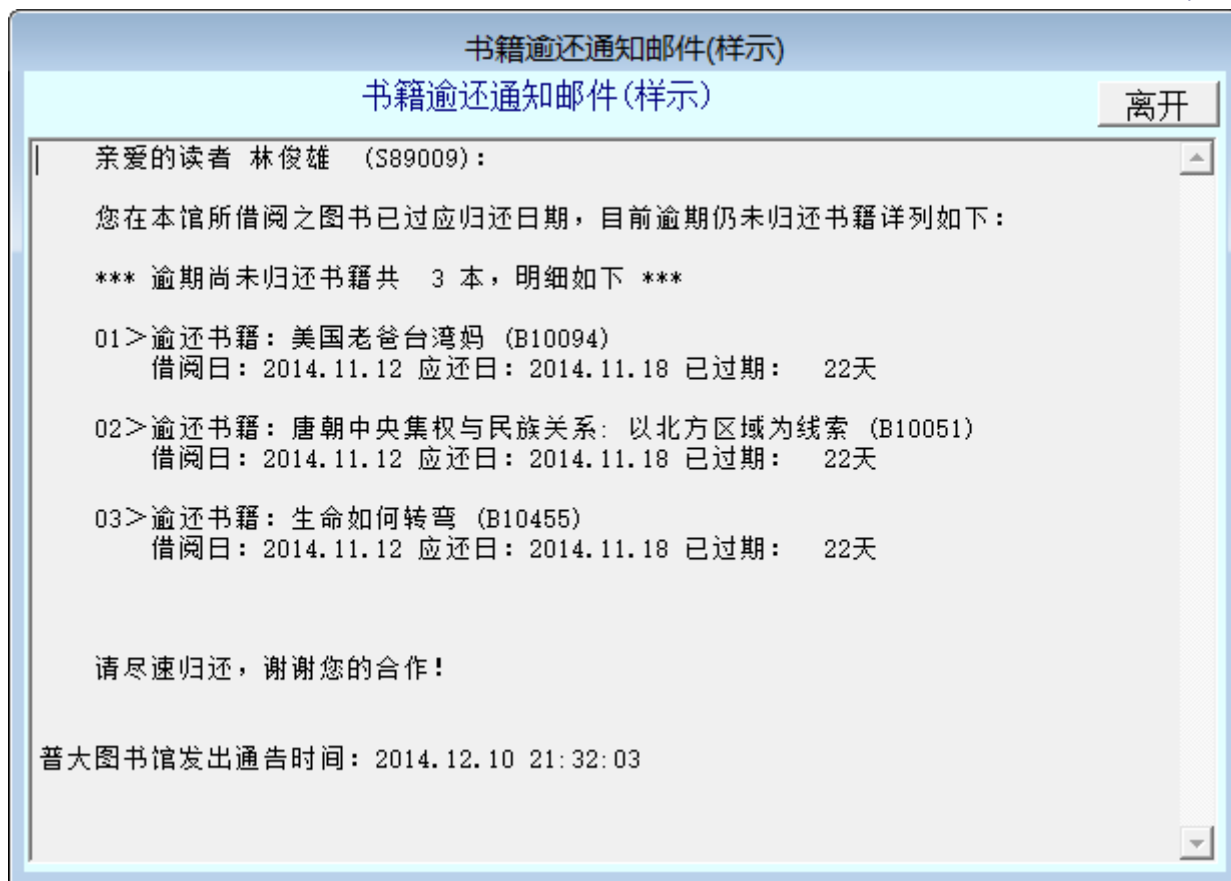 书籍逾还通知邮件(样示)
书籍逾还通知邮件(样示)
离开
亲爱的读者 林俊雄 (S89009):
您在本馆所借阅之图书已过应归还日期，目前逾期仍未归还书籍详列如下:
*** 逾期尚未归还书籍共 3 本，明细如下 ***
01>逾还书籍: 美国老爸台湾妈 (B10094)
借阅日: 2014.11.12 应还日: 2014.11.18 已过期: 22天
02>逾还书籍: 唐朝中央集权与民族关系: 以北方区域为线索 (B10051)
借阅日: 2014.11.12 应还日: 2014.11.18 已过期: 22天
03>逾还书籍: 生命如何转弯 (B10455)
借阅日: 2014.11.12 应还日: 2014.11.18 已过期: 22天
请尽速归还，谢谢您的合作!
普大图书馆发出通告时间: 2014.12.10 21:32:03